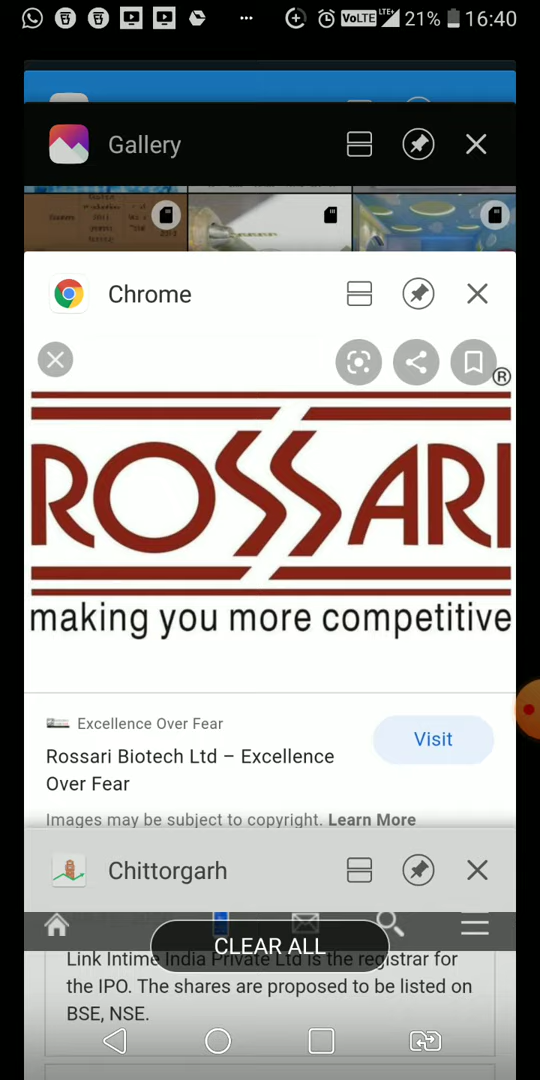 VoLTE LTE+ 21% 16:40
Gallery
Chrome
®
ROSSARI
making you more competitive
Excellence Over Fear
Rossari Biotech Ltd – Excellence
Over Fear
Visit
Images may be subject to copyright. Learn More
Chittorgarh
CLEAR ALL
Link Intime India Private Ltd is the registrar for
the IPO. The shares are proposed to be listed on
BSE, NSE.